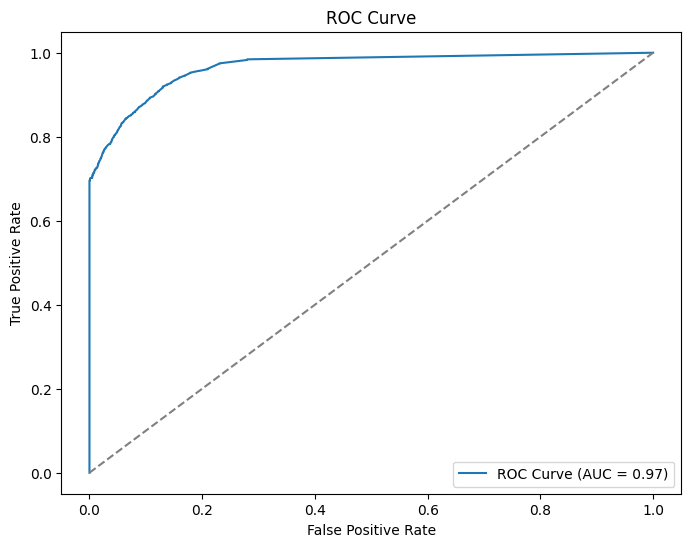 ROC Curve
1.0
0.8
0.6
0.4
0.2
0.0
True Positive Rate
0.0 0.2 0.4 0.6 0.8 1.0
False Positive Rate
ROC Curve (AUC = 0.97)